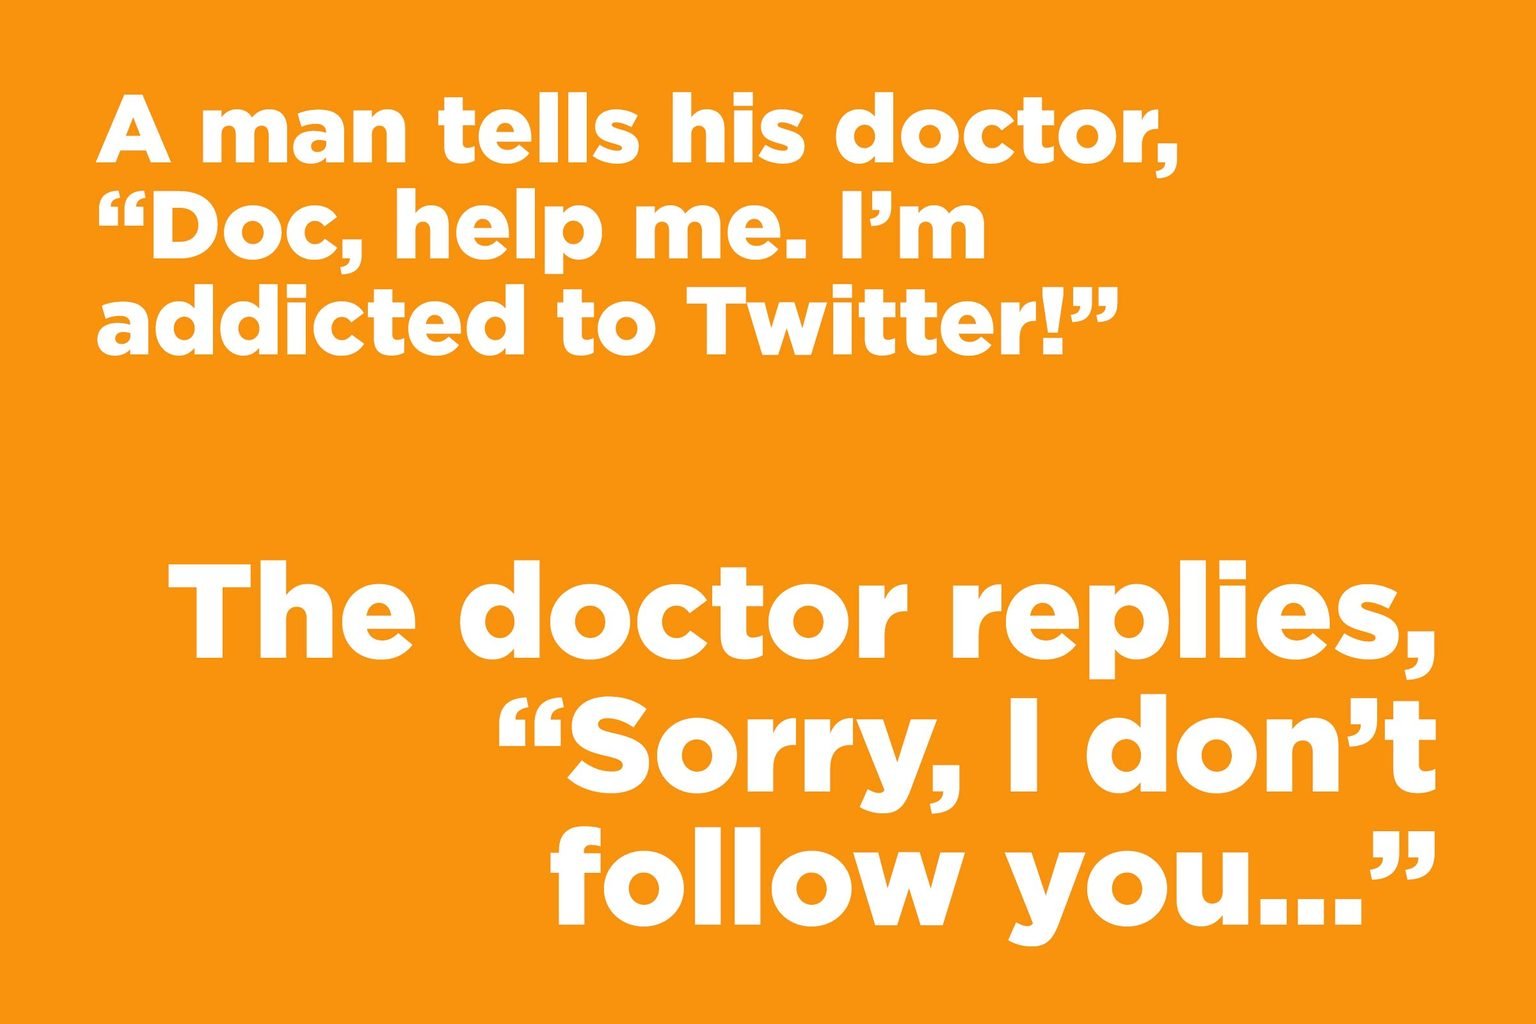 A man tells his doctor,
“Doc, help me. I’m
addicted to Twitter!”
The doctor replies,
“Sorry, I don’t
follow you...”